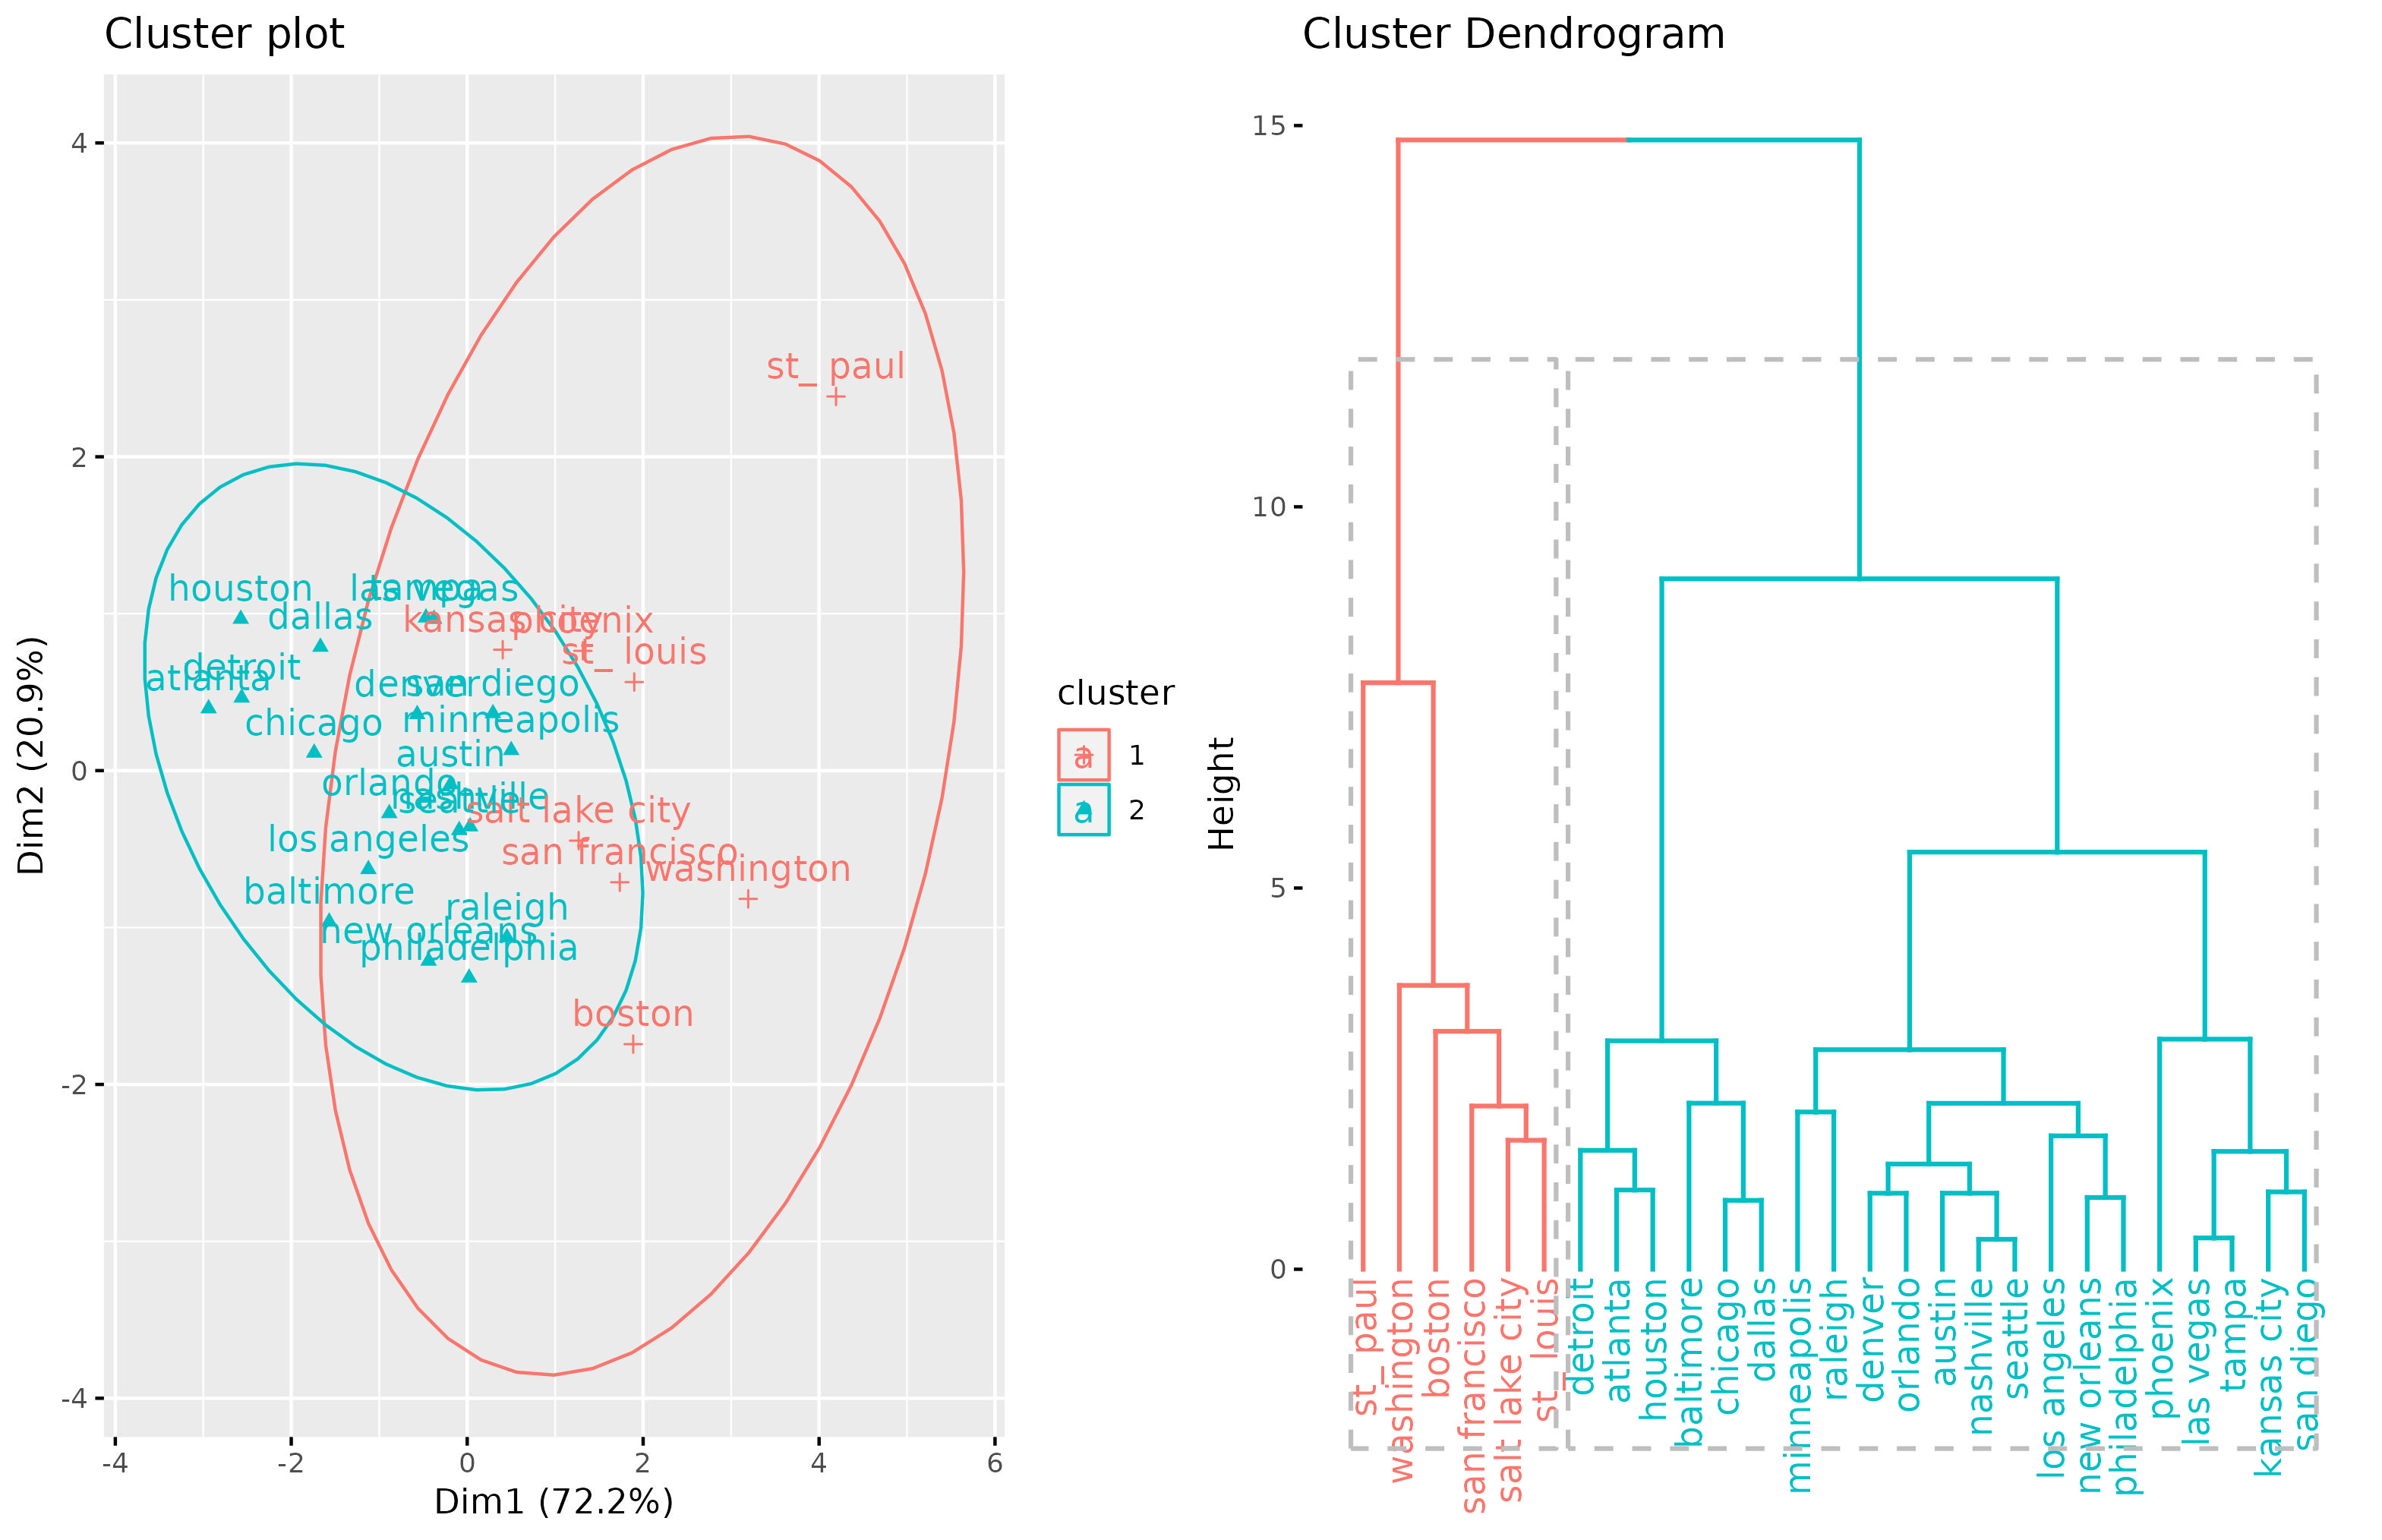 Cluster plot
4
2
0
-2
-4
Dim2 (20.9%)
-4
-2
0
2
4
6
Dim1 (72.2%)
st_ paul
houston
las vegas
tampa
dallas
kansas city
phoenix
st_ louis
detroit
atlanta
denver
san diego
chicago
minneapolis
austin
orlando
nashville
seattle
salt lake city
los angeles
san francisco
washington
baltimore
raleigh
new orleans
philadelphia
boston
cluster
a 1
a 2
Cluster Dendrogram
15
10
5
0
Height
st_ paul
washington
boston
san francisco
salt lake city
st_ louis
detroit
atlanta
houston
baltimore
chicago
dallas
minneapolis
raleigh
denver
orlando
austin
nashville
seattle
los angeles
new orleans
philadelphia
phoenix
las vegas
tampa
kansas city
san diego